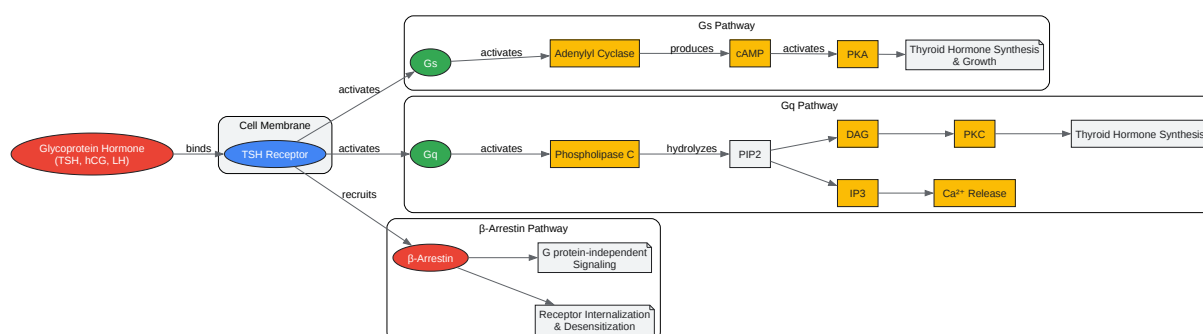 Gs Pathway
Gs
activates
Adenylyl Cyclase
produces
cAMP
activates
PKA
Thyroid Hormone Synthesis
& Growth
activates
Gq Pathway
Cell Membrane
Glycoprotein Hormone
(TSH, hCG, LH)
binds
TSH Receptor
activates
Gq
activates
Phospholipase C
hydrolyzes
PIP2
DAG
PKC
Thyroid Hormone Synthesis
IP3
Ca²⁺ Release
recruits
β-Arrestin Pathway
β-Arrestin
G protein-independent
Signaling
Receptor Internalization
& Desensitization